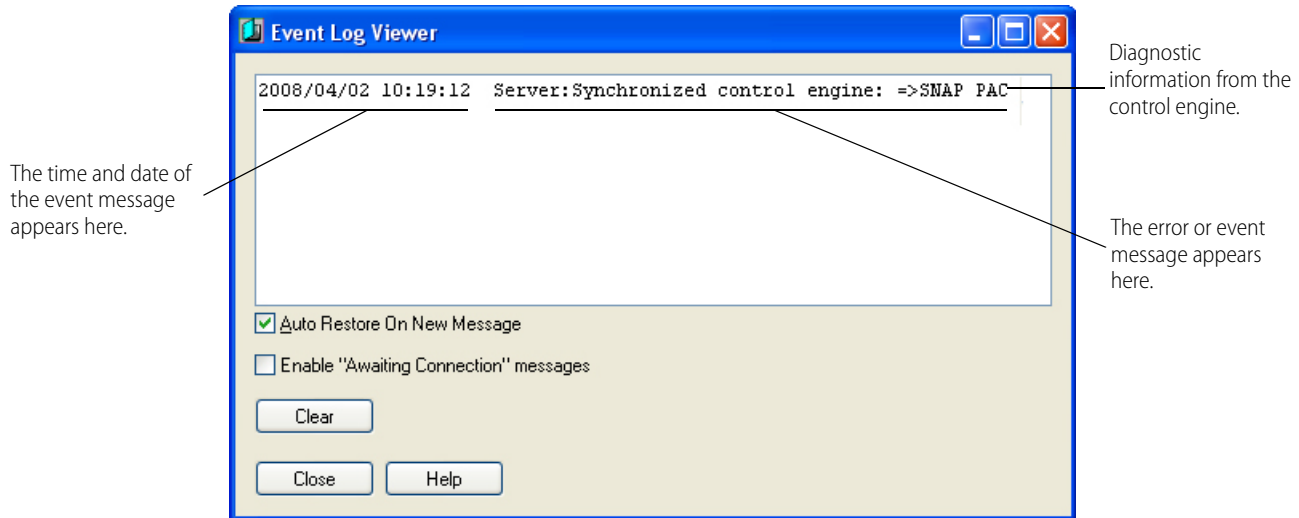 Event Log Viewer
2008/04/02 10:19:12 Server:Synchronized control engine: =>SNAP PAC
Diagnostic
information from the
control engine.
The time and date of
the event message
appears here.
The error or event
message appears
here.
Auto Restore On New Message
Enable "Awaiting Connection" messages
Clear
Close
Help